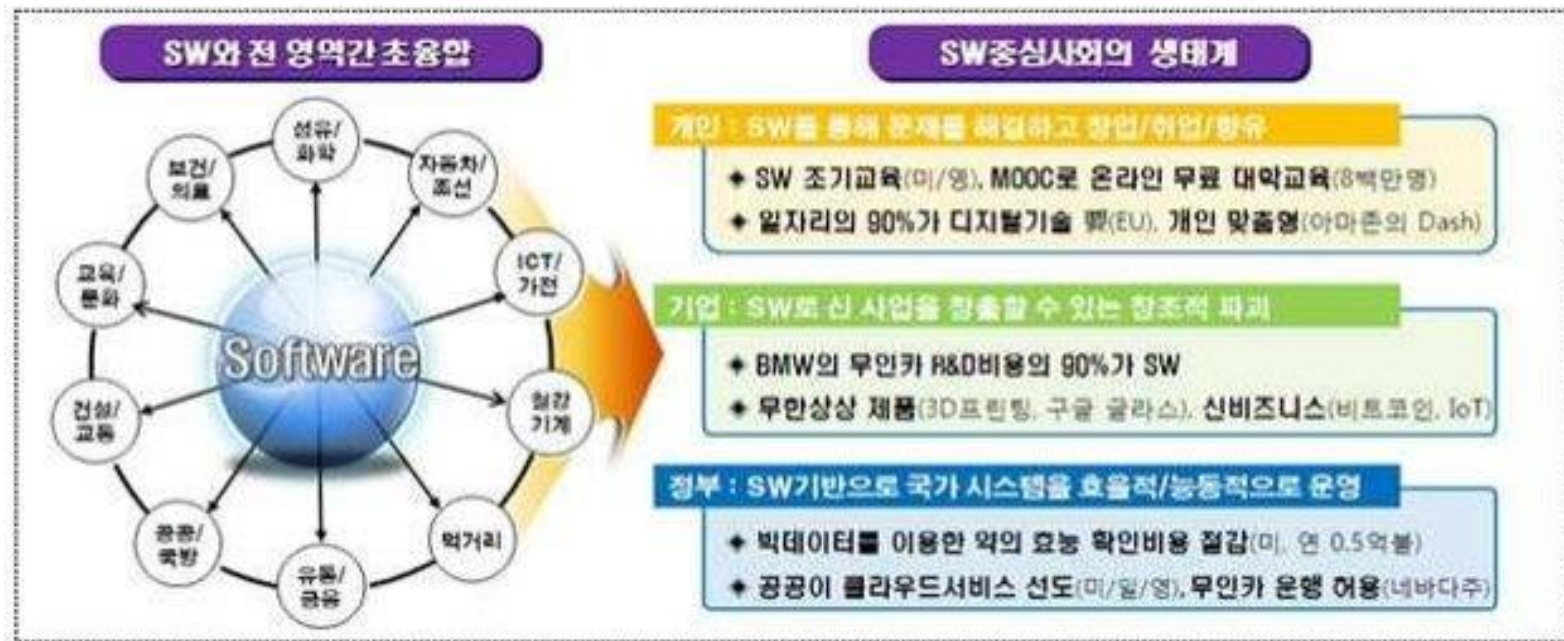 SW와 전 영역간 초융합
섬유/
화학
자동차/
조선
ICT/
가전
철강
기계
먹거리
유통/
금융
공공/
국방
건설/
교통
교육/
문화
보건/
의료
Software
SW중심사회의 생태계
개인 : SW를 통해 문제를 해결하고 창업/취업/향유
◈ SW 조기교육(미/영), MOOC로 온라인 무료 대학교육(8백만명)
◈ 일자리의 90%가 디지털기술 要(EU), 개인 맞춤형(아마존의 Dash)
기업 : SW로 신 사업을 창출할 수 있는 창조적 파괴
◈ BMW의 무인카 R&D비용의 90%가 SW
◈ 무한상상 제품(3D프린팅, 구글 글라스), 신비즈니스(비트코인, IoT)
정부 : SW기반으로 국가 시스템을 효율적/능동적으로 운영
◈ 빅데이터를 이용한 약의 효능 확인비용 절감(미, 연 0.5억불)
◈ 공공이 클라우드서비스 선도(미/일/영), 무인카 운행 허용(네바다주)